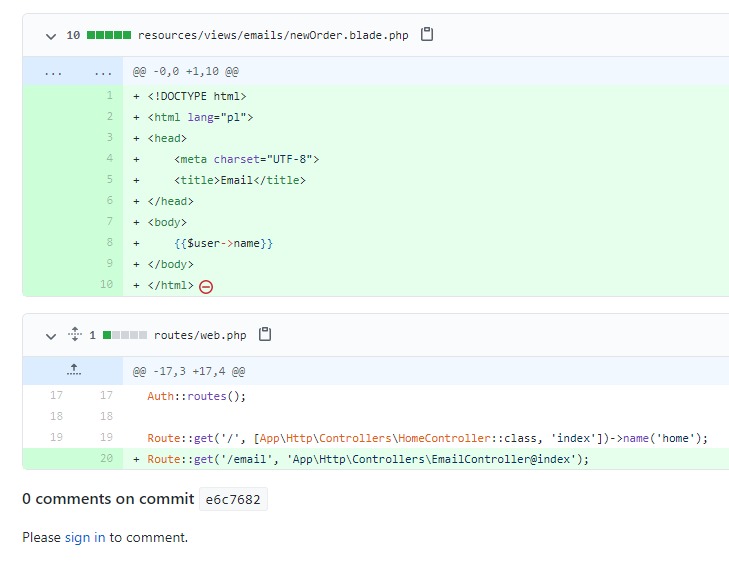 10 resources/views/emails/newOrder.blade.php
... ... @@ -0,0 +1,10 @@
1 + <!DOCTYPE html>
2 + <html lang="pl">
3 + <head>
4 +     <meta charset="UTF-8">
5 +     <title>Email</title>
6 + </head>
7 + <body>
8 +     {{$user->name}}
9 + </body>
10 + </html>
1 routes/web.php
@@ -17,3 +17,4 @@
17 17 Auth::routes();
18 18
19 19 Route::get('/', [App\Http\Controllers\HomeController::class, 'index'])->name('home');
20 + Route::get('/email', 'App\Http\Controllers\EmailController@index');
0 comments on commit e6c7682
Please sign in to comment.